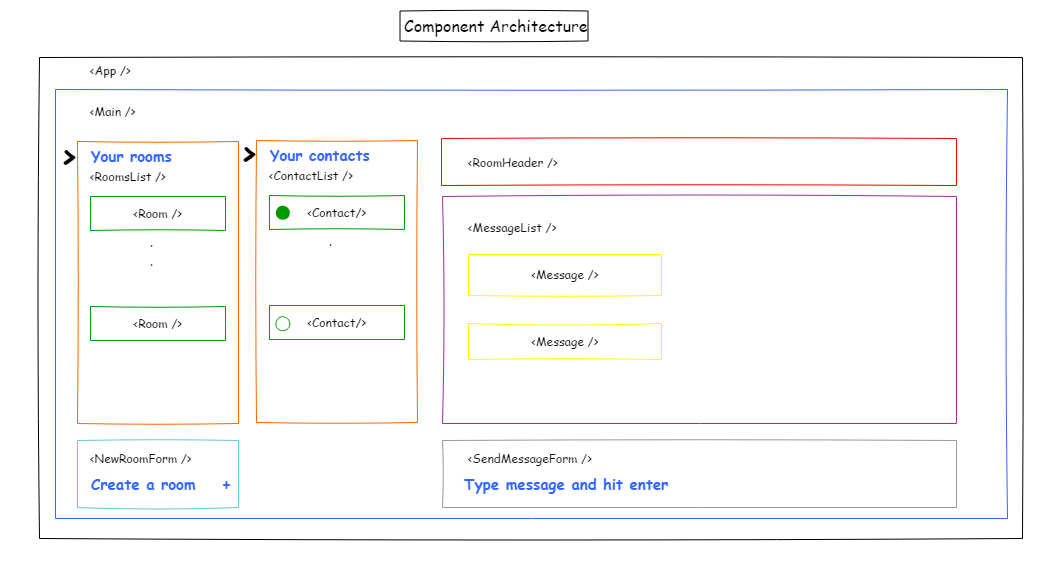 Component Architecture
<App />
<Main />
Your rooms
<RoomsList />
<Room />
<Room />
Your contacts
<ContactList />
<Contact/>
<Contact/>
<RoomHeader />
<MessageList />
<Message />
<Message />
<NewRoomForm />
Create a room +
<SendMessageForm />
Type message and hit enter